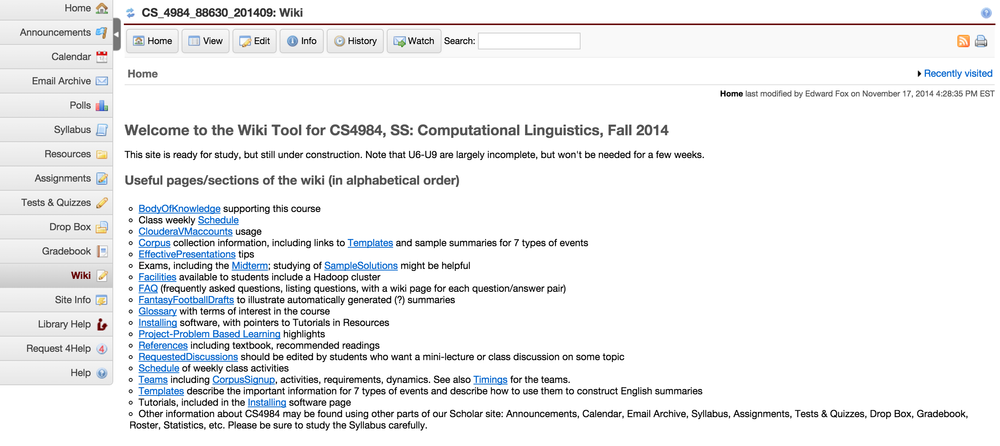 Home
Announcements
Calendar
17
Email Archive
Polls
Syllabus
Resources
Assignments
Tests & Quizzes
Drop Box
Gradebook
Wiki
Site Info
Library Help
Request 4Help 4
Help ?
CS_4984_88630_201409: Wiki ?
Home View Edit Info History Watch Search:
Home
Recently visited
Home last modified by Edward Fox on November 17, 2014 4:28:35 PM EST
Welcome to the Wiki Tool for CS4984, SS: Computational Linguistics, Fall 2014
This site is ready for study, but still under construction. Note that U6-U9 are largely incomplete, but won't be needed for a few weeks.
Useful pages/sections of the wiki (in alphabetical order)
BodyOfKnowledge supporting this course
Class weekly Schedule
ClouderaVMaccounts usage
Corpus collection information, including links to Templates and sample summaries for 7 types of events
EffectivePresentations tips
Exams, including the Midterm; studying of SampleSolutions might be helpful
Facilities available to students include a Hadoop cluster
FAQ (frequently asked questions, listing questions, with a wiki page for each question/answer pair)
FantasyFootballDrafts to illustrate automatically generated (?) summaries
Glossary with terms of interest in the course
Installing software, with pointers to Tutorials in Resources
Project-Problem Based Learning highlights
References including textbook, recommended readings
RequestedDiscussions should be edited by students who want a mini-lecture or class discussion on some topic
Schedule of weekly class activities
Teams including CorpusSignup, activities, requirements, dynamics. See also Timings for the teams.
Templates describe the important information for 7 types of events and describe how to use them to construct English summaries
Tutorials, included in the Installing software page
Other information about CS4984 may be found using other parts of our Scholar site: Announcements, Calendar, Email Archive, Syllabus, Assignments, Tests & Quizzes, Drop Box, Gradebook,
Roster, Statistics, etc. Please be sure to study the Syllabus carefully.